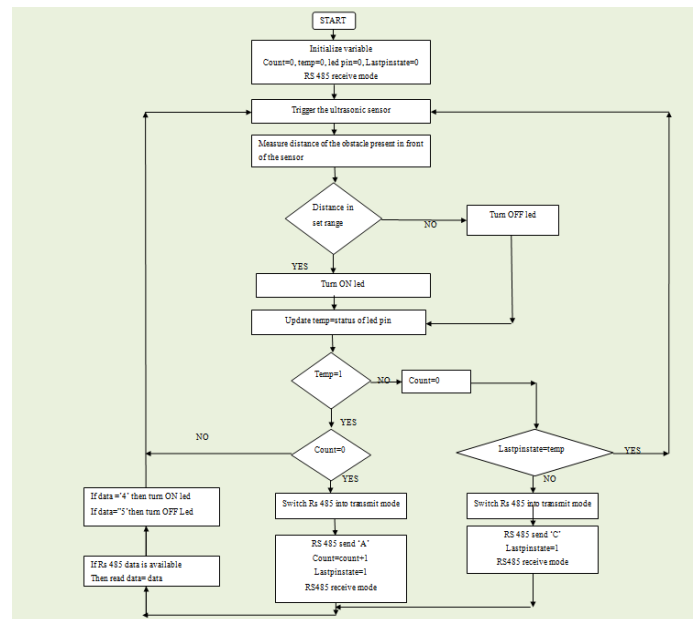 START
Initialize variable
Count=0, temp=0, led pin=0, Lastpinstate=0
RS 485 receive mode
Trigger the ultrasonic sensor
Measure distance of the obstacle present in front
of the sensor
Distance in
set range
NO
Turn OFF led
YES
Turn ON led
Update temp=status of led pin
Temp=1
NO
Count=0
YES
NO
Count=0
Lastpinstate=temp
YES
YES
NO
If data ='4' then turn ON led
If data="5'then turn OFF Led
Switch Rs 485 into transmit mode
Switch Rs 485 into transmit mode
RS 485 send 'A'
Count=count+1
Lastpinstate=1
RS485 receive mode
RS 485 send 'C'
Lastpinstate=1
RS485 receive mode
If Rs 485 data is available
Then read data= data